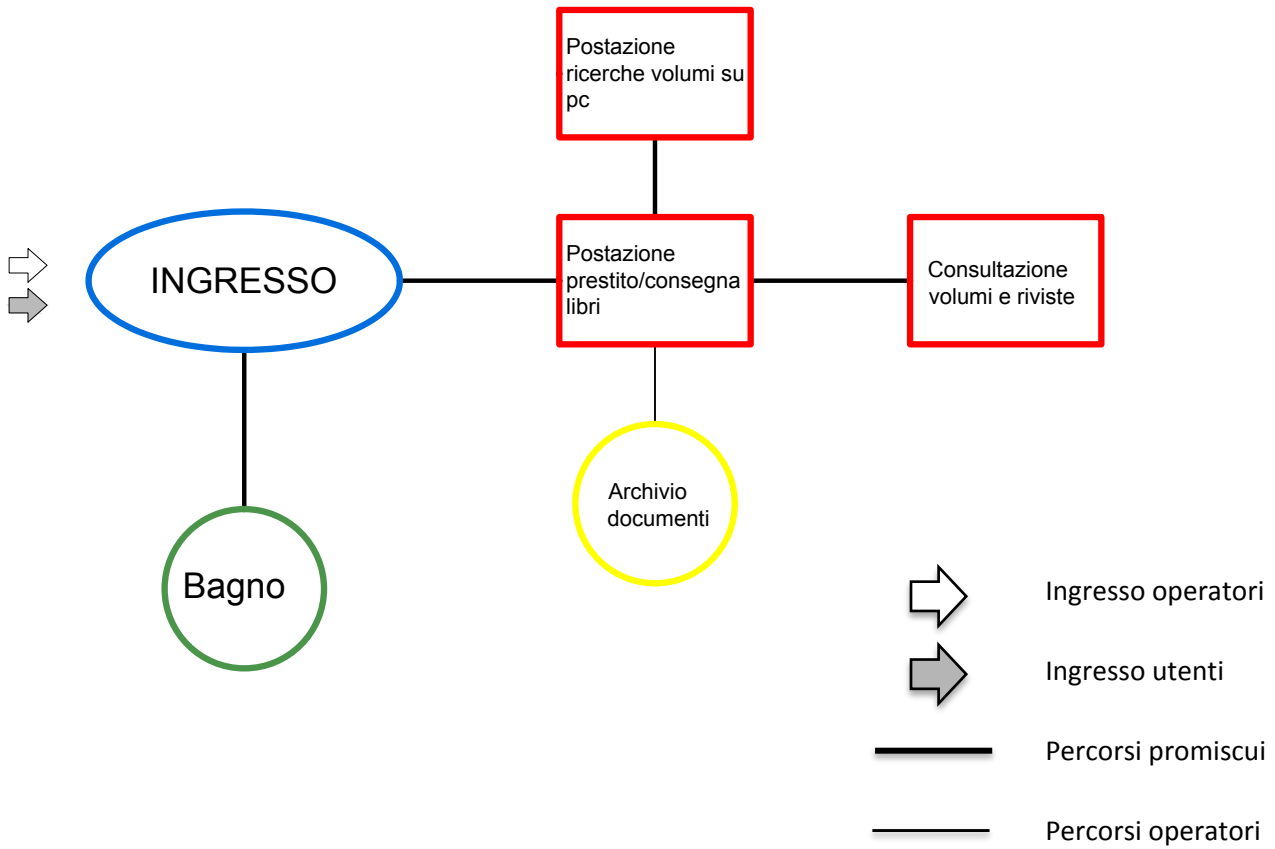 Postazione
ricerche volumi su
pc
INGRESSO
Postazione
prestito/consegna
libri
Consultazione
volumi e riviste
Archivio
documenti
Bagno
Ingresso operatori
Ingresso utenti
Percorsi promiscui
Percorsi operatori